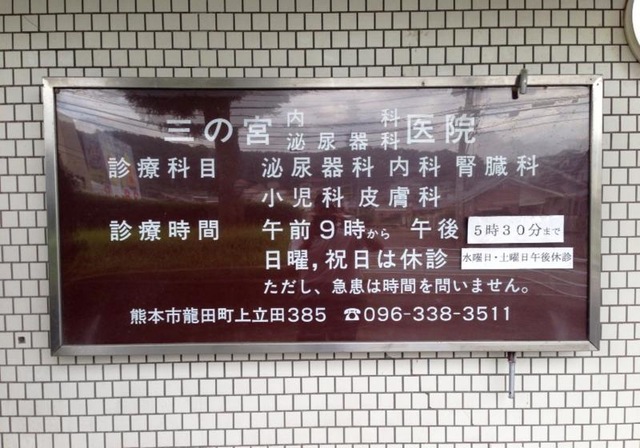 三の宮内科泌尿器科医院
診療科目 泌尿器科 内科 腎臓科
小児科 皮膚科
診療時間 午前9時から 午後5時30分まで
日曜,祝日は休診 水曜日・土曜日午後休診
ただし、急患は時間を問いません。
熊本市龍田町上立田385 ☎096-338-3511